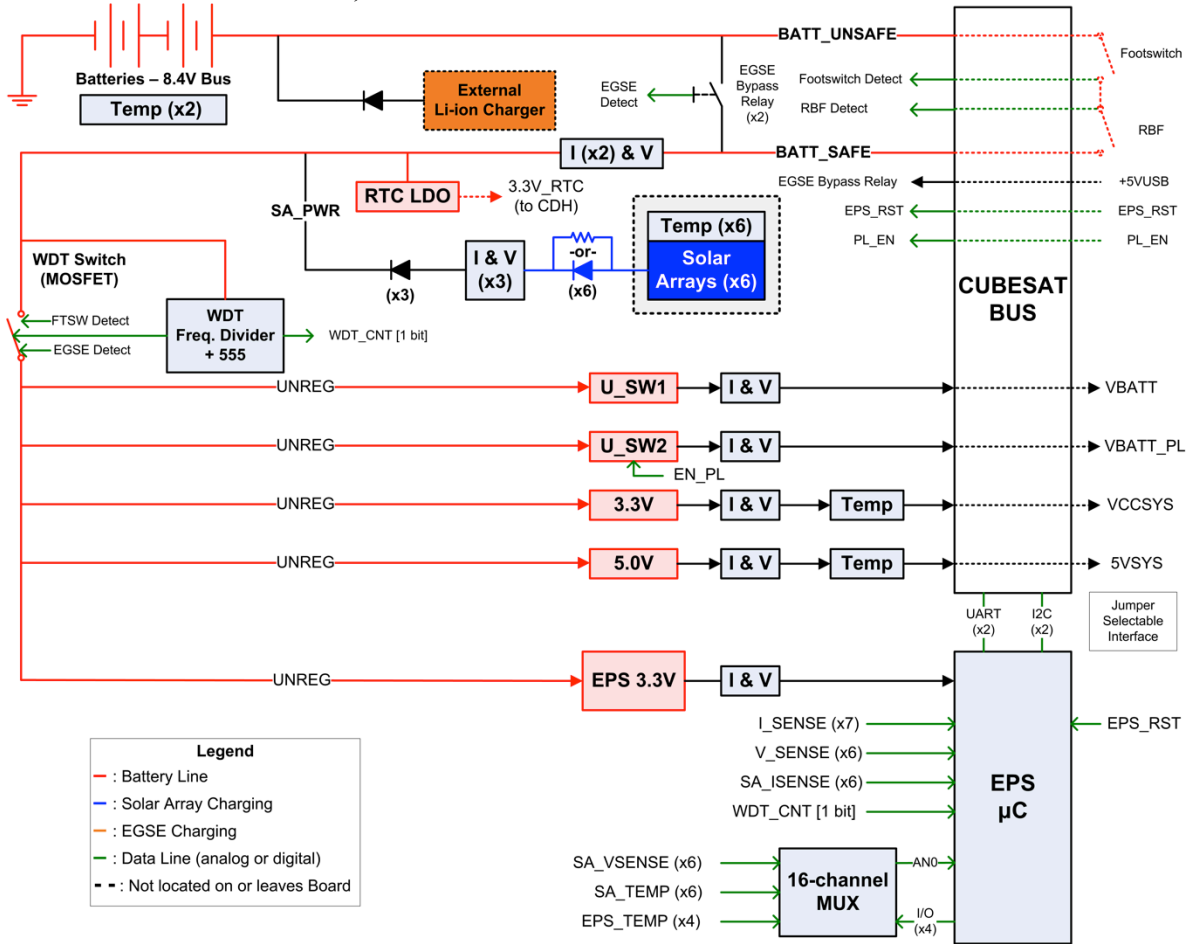 Batteries – 8.4V Bus
Temp (x2)
External
Li-ion Charger
EGSE
Detect
EGSE
Bypass
Relay
(x2)
BATT_UNSAFE
Footswitch
Footswitch Detect
RBF Detect
RBF
BATT_SAFE
I (x2) & V
RTC LDO
3.3V_RTC
(to CDH)
EGSE Bypass Relay
+5VUSB
EPS_RST
EPS_RST
PL_EN
PL_EN
SA_PWR
Temp (x6)
Solar
Arrays (x6)
-or-
(x6)
I & V
(x3)
(x3)
CUBESAT
BUS
WDT Switch
(MOSFET)
FTSW Detect
EGSE Detect
WDT
Freq. Divider
+ 555
WDT_CNT [1 bit]
UNREG
U_SW1
I & V
VBATT
UNREG
U_SW2
I & V
VBATT_PL
EN_PL
UNREG
3.3V
I & V
Temp
VCCSYS
UNREG
5.0V
I & V
Temp
5VSYS
UART
(x2)
I2C
(x2)
Jumper
Selectable
Interface
UNREG
EPS 3.3V
I & V
I_SENSE (x7)
EPS_RST
V_SENSE (x6)
SA_ISENSE (x6)
WDT_CNT [1 bit]
EPS
µC
SA_VSENSE (x6)
SA_TEMP (x6)
EPS_TEMP (x4)
16-channel
MUX
AN0
I/O
(x4)
Legend
: Battery Line
: Solar Array Charging
: EGSE Charging
: Data Line (analog or digital)
: Not located on or leaves Board